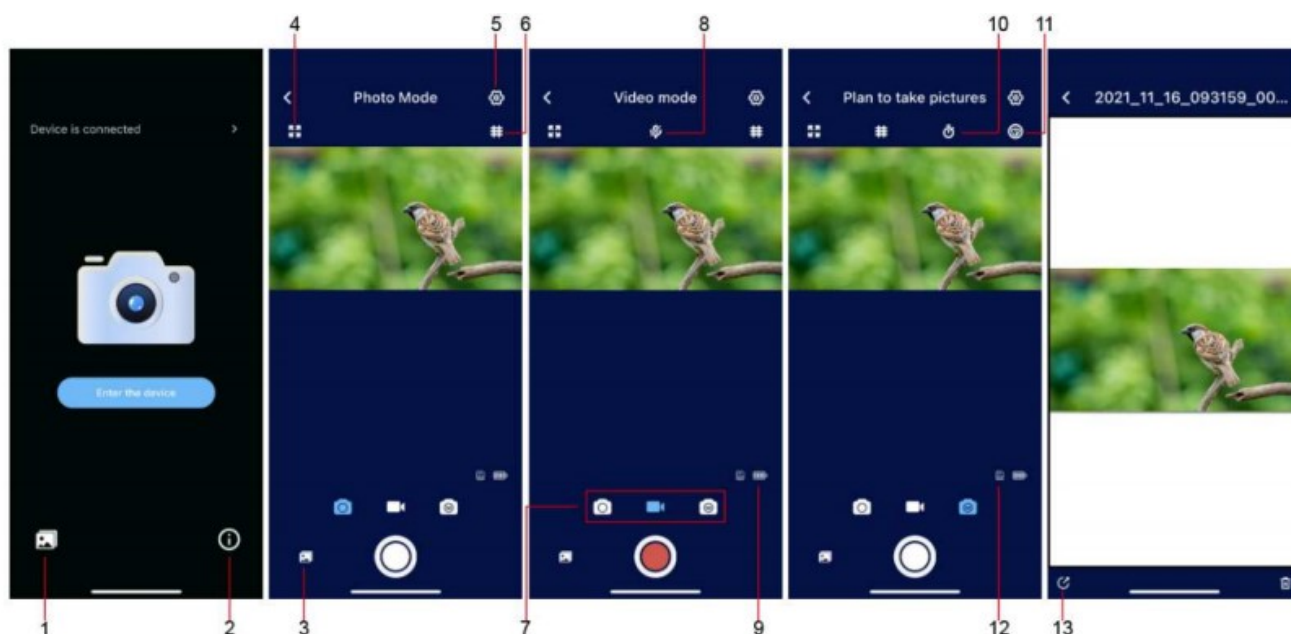 4 5 6 8 10 11
Photo Mode
Video mode
Plan to take pictures
2021_11_16_093159_00...
Device is connected
Enter the device
1 2 3 7 9 12 13